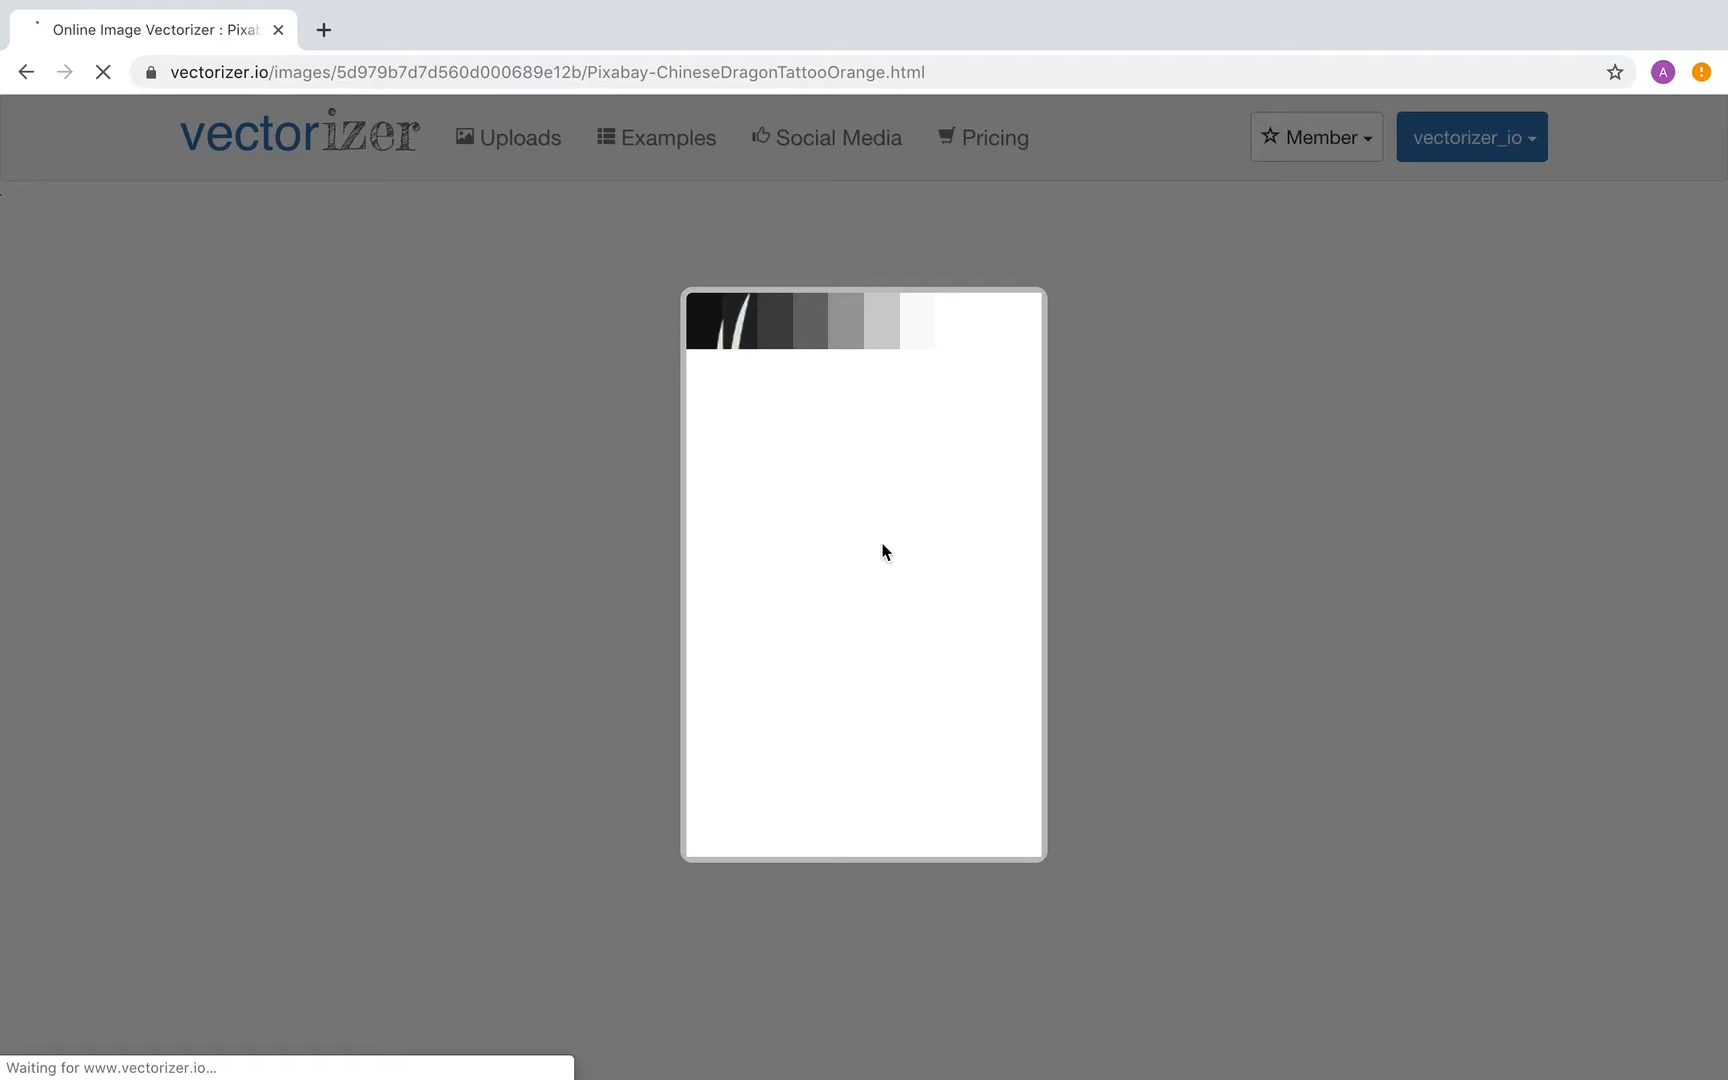 Online Image Vectorizer : Pixab
vectorizer.io/images/5d979b7d7d560d000689e12b/Pixabay-ChineseDragonTattooOrange.html
A
vectorizer
Uploads
Examples
Social Media
Pricing
Member
vectorizer_io
Waiting for www.vectorizer.io...